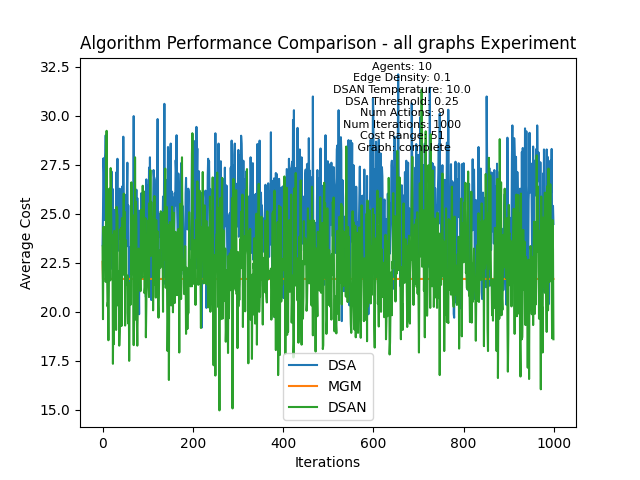 Algorithm Performance Comparison - all graphs Experiment
Agents: 10
Edge Density: 0.1
DSAN Temperature: 10.0
DSA Threshold: 0.25
Num Actions: 9
Num Iterations: 1000
Cost Range: 51
Graph: complete
32.5
30.0
27.5
25.0
22.5
20.0
17.5
15.0
Average Cost
DSA
MGM
DSAN
0 200 400 600 800 1000
Iterations